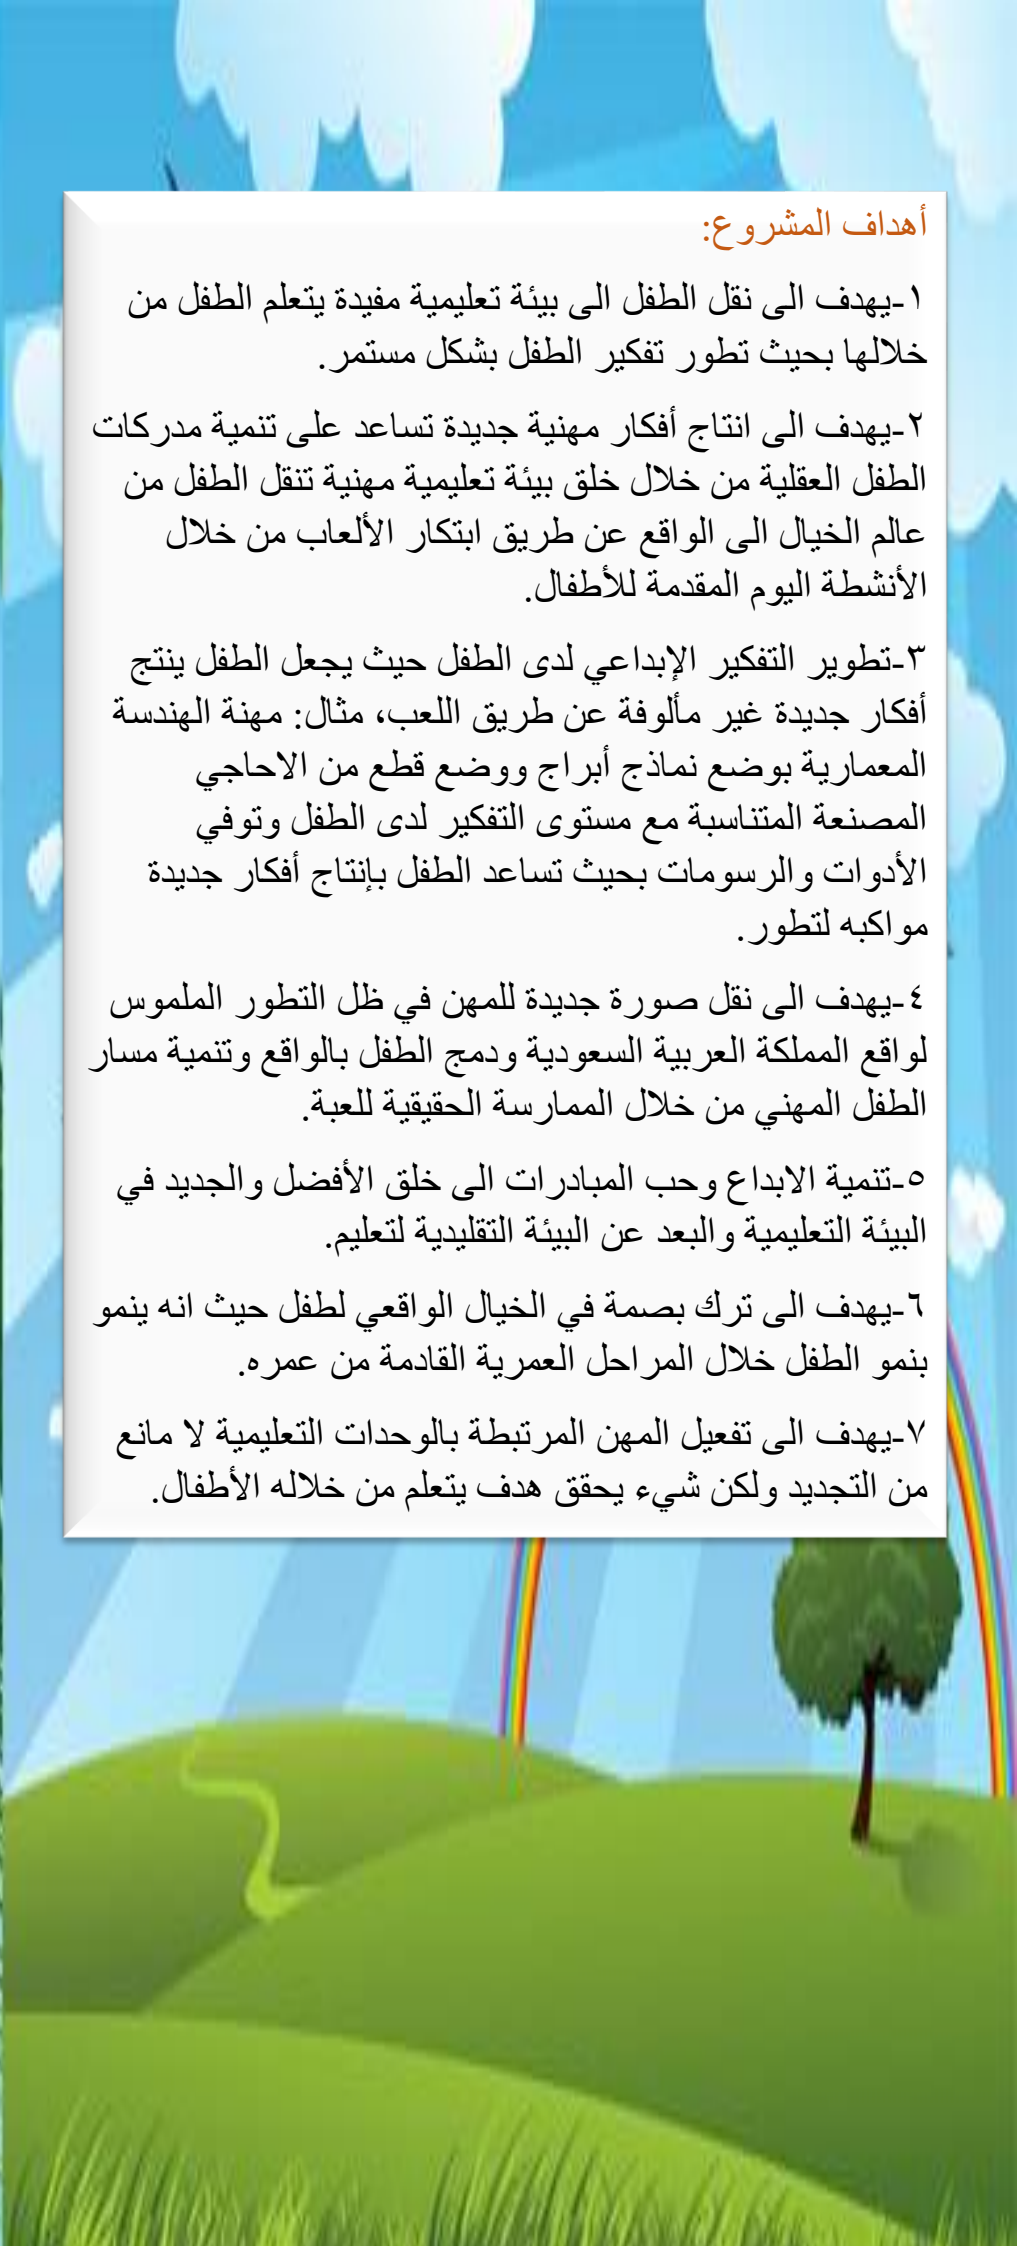 أهداف المشروع:
١-يهدف الى نقل الطفل الى بيئة تعليمية مفيدة يتعلم الطفل من
خلالها بحيث تطور تفكير الطفل بشكل مستمر.
٢-يهدف الى انتاج أفكار مهنية جديدة تساعد على تنمية مدركات
الطفل العقلية من خلال خلق بيئة تعليمية مهنية تنقل الطفل من
عالم الخيال الى الواقع عن طريق ابتكار الألعاب من خلال
الأنشطة اليوم المقدمة للأطفال.
٣-تطوير التفكير الإبداعي لدى الطفل حيث يجعل الطفل ينتج
أفكار جديدة غير مألوفة عن طريق اللعب، مثال: مهنة الهندسة
المعمارية بوضع نماذج أبراج ووضع قطع من الاحاجي
المصنعة المتناسبة مع مستوى التفكير لدى الطفل وتوفي
الأدوات والرسومات بحيث تساعد الطفل بإنتاج أفكار جديدة
مواكبه لتطور.
٤-يهدف الى نقل صورة جديدة للمهن في ظل التطور الملموس
لواقع المملكة العربية السعودية ودمج الطفل بالواقع وتنمية مسار
الطفل المهني من خلال الممارسة الحقيقية للعبة.
٥-تنمية الابداع وحب المبادرات الى خلق الأفضل والجديد في
البيئة التعليمية والبعد عن البيئة التقليدية لتعليم.
٦-يهدف الى ترك بصمة في الخيال الواقعي لطفل حيث انه ينمو
بنمو الطفل خلال المراحل العمرية القادمة من عمره.
٧-يهدف الى تفعيل المهن المرتبطة بالوحدات التعليمية لا مانع
من التجديد ولكن شيء يحقق هدف يتعلم من خلاله الأطفال.